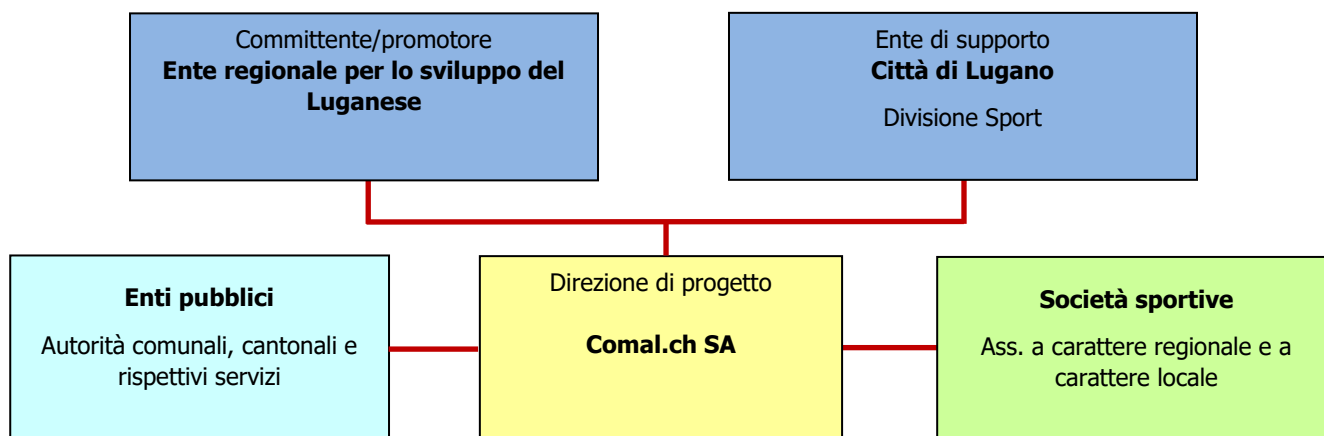 Committente/promotore
Ente regionale per lo sviluppo del
Luganese
Ente di supporto
Città di Lugano
Divisione Sport
Enti pubblici
Autorità comunali, cantonali e
rispettivi servizi
Direzione di progetto
Comal.ch SA
Società sportive
Ass. a carattere regionale e a
carattere locale